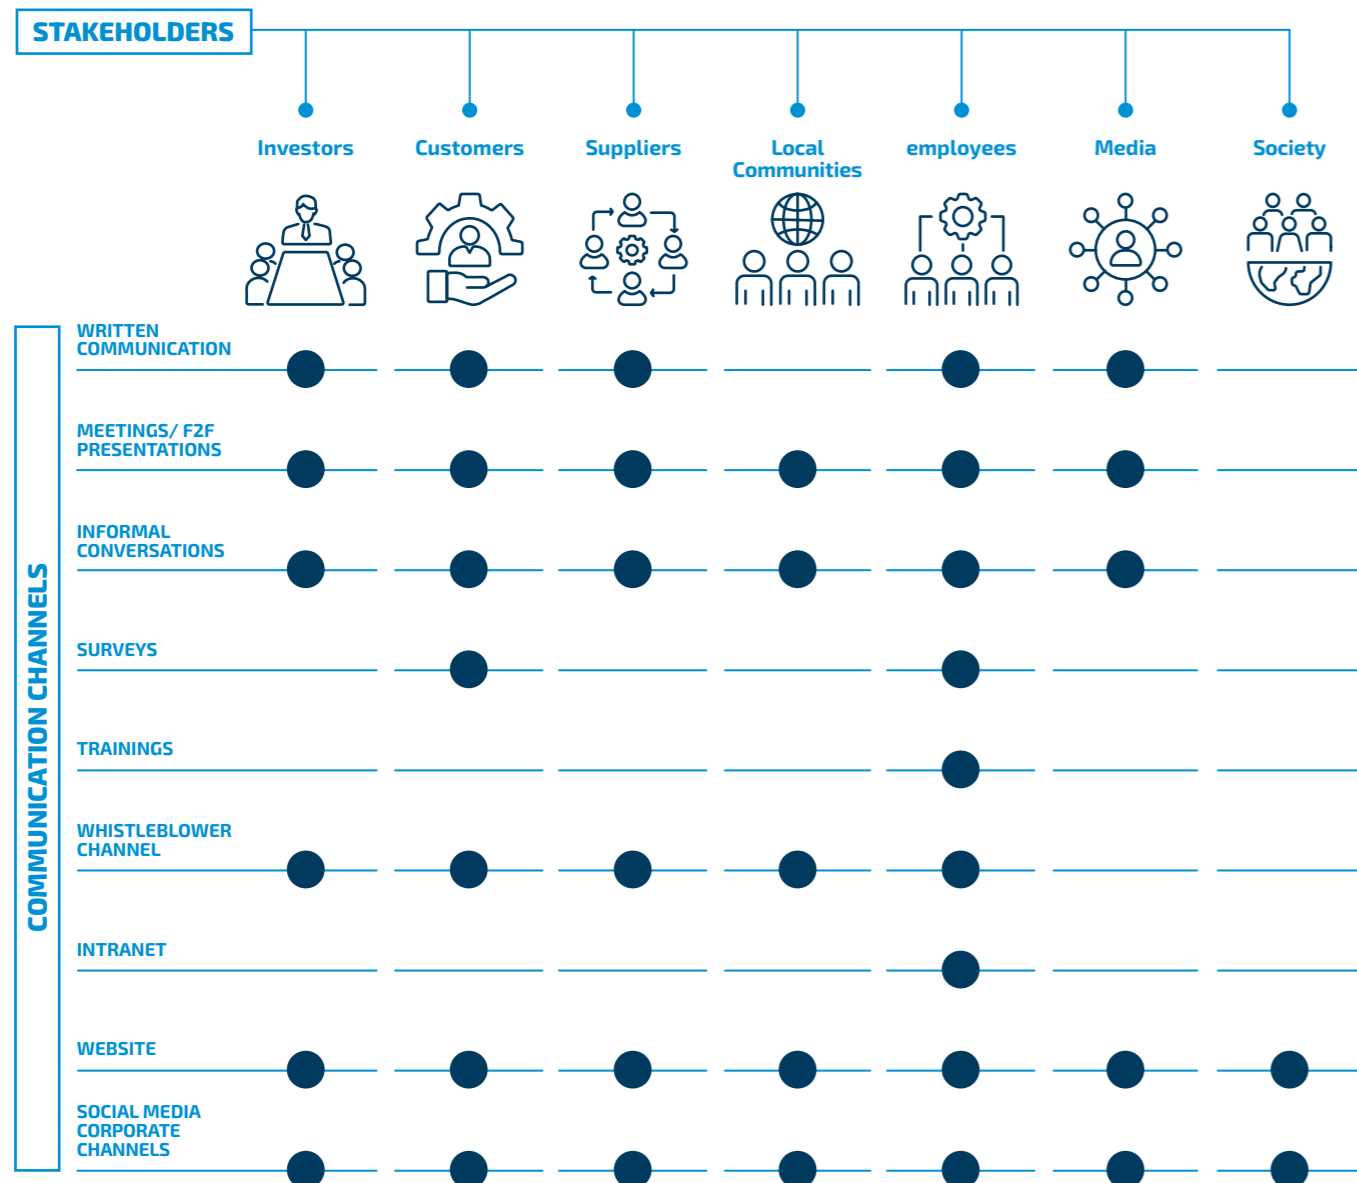 STAKEHOLDERS
Investors
Customers
Suppliers
Local
Communities
employees
Media
Society
COMMUNICATION CHANNELS
WRITTEN
COMMUNICATION
MEETINGS/ F2F
PRESENTATIONS
INFORMAL
CONVERSATIONS
SURVEYS
TRAININGS
WHISTLEBLOWER
CHANNEL
INTRANET
WEBSITE
SOCIAL MEDIA
CORPORATE
CHANNELS